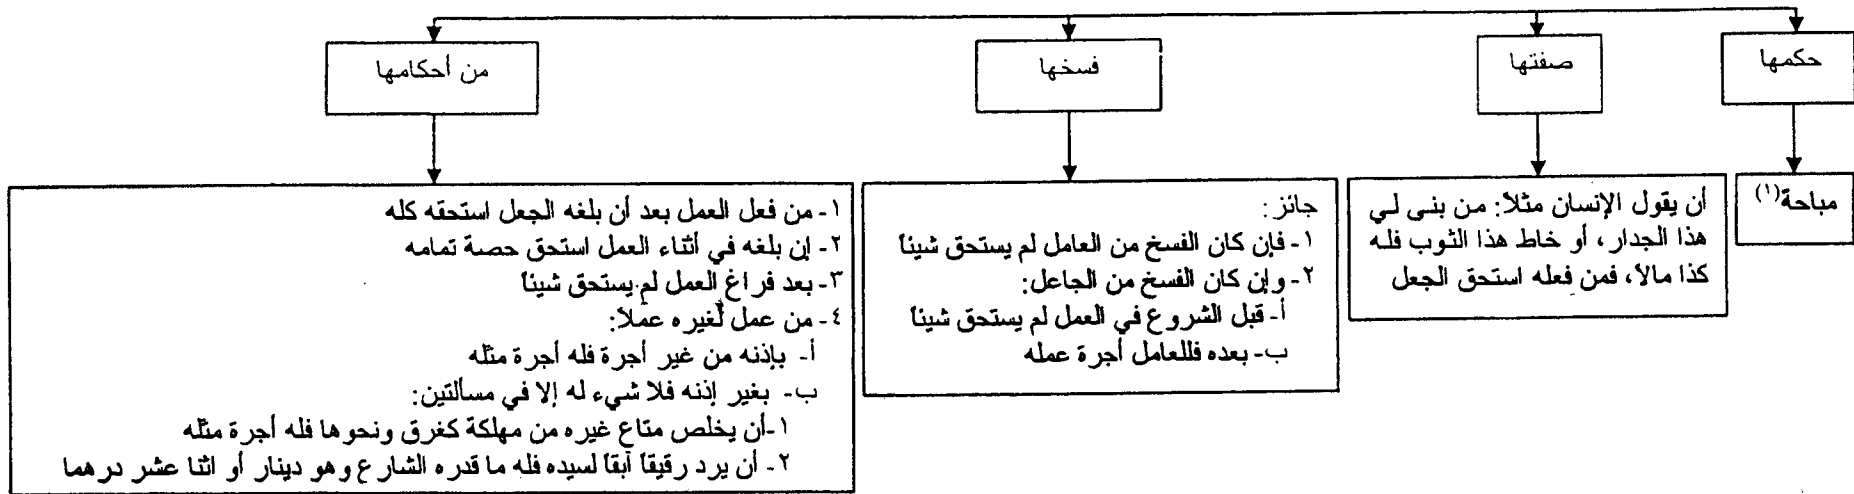 حكمها
مباحة(١)
صفتها
أن يقول الإنسان مثلاً: من بنى لي
هذا الجدار، أو خاط هذا الثوب فله
كذا مالاً، فمن فعله استحق الجعل
فسخها
جائز:
١- فإن كان الفسخ من العامل لم يستحق شيئاً
٢- وإن كان الفسخ من الجاعل:
أ- قبل الشروع في العمل لم يستحق شيئاً
ب- بعده فللعامل أجرة عمله
من أحكامها
١- من فعل العمل بعد أن بلغه الجعل استحقه كله
٢- إن بلغه في أثناء العمل استحق حصة تمامه
٣- بعد فراغ العمل لم يستحق شيئاً
٤- من عمل لغيره عملاً:
أ- بإذنه من غير أجرة فله أجرة مثله
ب- بغير إذنه فلا شيء له إلا في مسألتين:
١- أن يخلص متاع غيره من مهلكة كغرق ونحوها فله أجرة مثله
٢- أن يرد رقيقاً آبقاً لسيده فله ما قدره الشارع وهو دينار أو اثنا عشر درهما